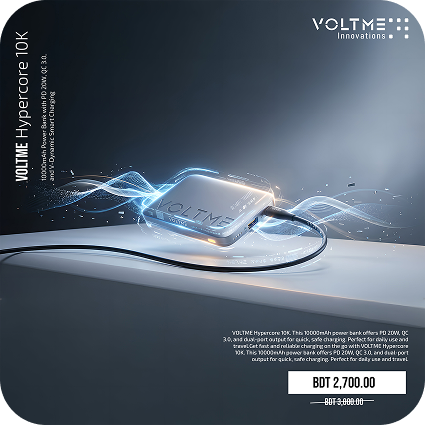 VOLTME
Innovations
VOLTME Hypercore 10K
10000mAh Power Bank with PD 20W, QC 3.0,
and V-Dynamic Smart Charging
VOLTME
VOLTME Hypercore 10K. This 10000mAh power bank offers PD 20W, QC
3.0, and dual-port output for quick, safe charging. Perfect for daily use and
travel.Get fast and reliable charging on the go with VOLTME Hypercore
10K. This 10000mAh power bank offers PD 20W, QC 3.0, and dual-port
output for quick, safe charging. Perfect for daily use and travel.
BDT 2,700.00
BDT 3,000.00